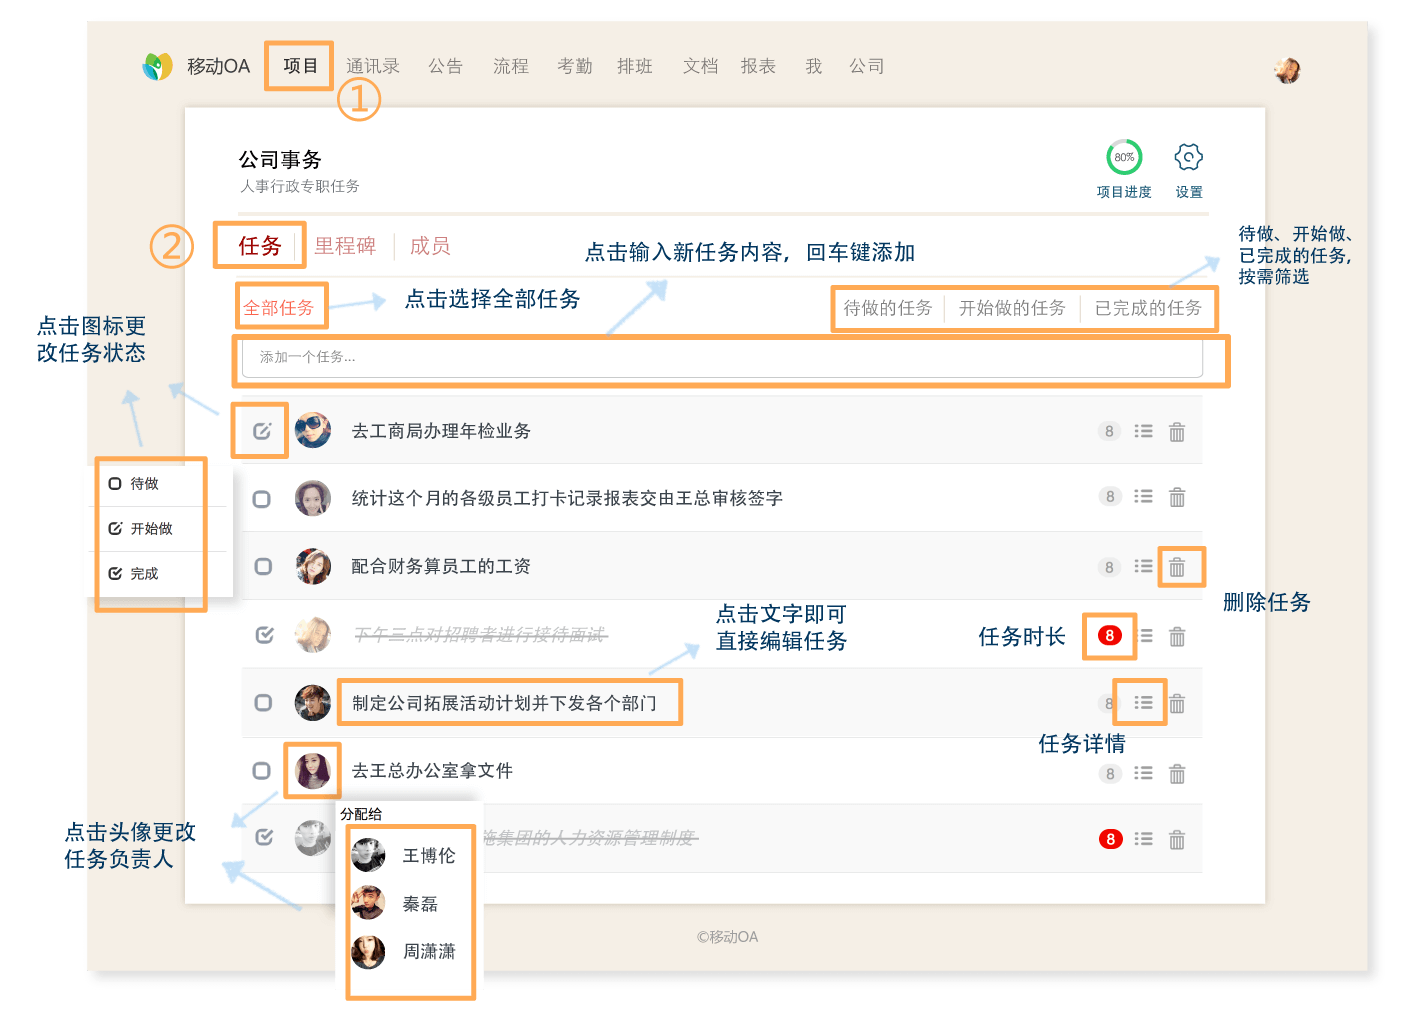 移动OA
项目
通讯录
公告
流程
考勤
排班
文档
报表
我
公司
①
公司事务
人事行政专职任务
80%
项目进度
设置
②
任务
里程碑
成员
点击输入新任务内容，回车键添加
待做、开始做、
已完成的任务,
按需筛选
全部任务
点击选择全部任务
待做的任务
开始做的任务
已完成的任务
点击图标更
改任务状态
添加一个任务...
去工商局办理年检业务
8
待做
开始做
完成
统计这个月的各级员工打卡记录报表交由王总审核签字
8
配合财务算员工的工资
8
删除任务
点击文字即可
直接编辑任务
下午三点对招聘者进行接待面试
任务时长
8
制定公司拓展活动计划并下发各个部门
8
任务详情
去王总办公室拿文件
8
点击头像更改
任务负责人
分配给
施集团的人力资源管理制度
8
王博伦
秦磊
周潇潇
©移动OA